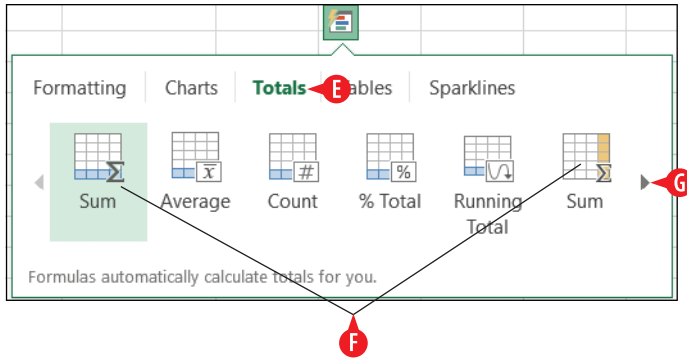 Formatting Charts Totals E ables Sparklines
Sum Average Count % Total Running Total Sum
G
Formulas automatically calculate totals for you.
F